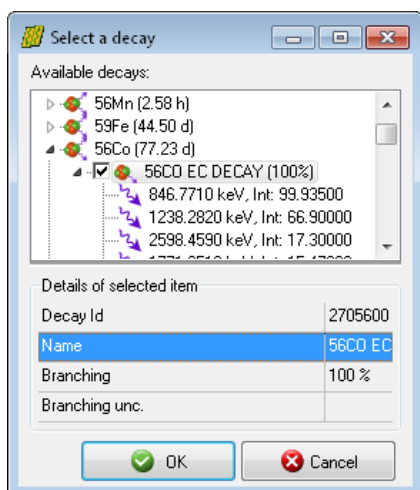 Select a decay
Available decays:
56Mn (2.58 h)
59Fe (44.50 d)
56Co (77.23 d)
56CO EC DECAY (100%)
846.7710 keV, Int: 99.93500
1238.2820 keV, Int: 66.90000
2598.4590 keV, Int: 17.30000
Details of selected item
Decay Id 2705600
Name 56CO EC
Branching 100 %
Branching unc.
OK Cancel